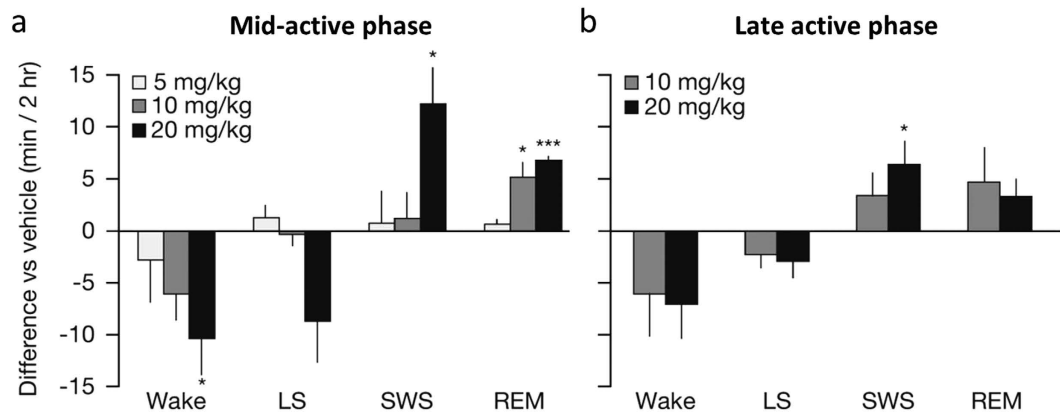 a
Mid-active phase
Difference vs vehicle (min / 2 hr)
15
10
5
0
-5
-10
-15
5 mg/kg
10 mg/kg
20 mg/kg
*
*
*
***
Wake
LS
SWS
REM
b
Late active phase
10 mg/kg
20 mg/kg
*
Wake
LS
SWS
REM